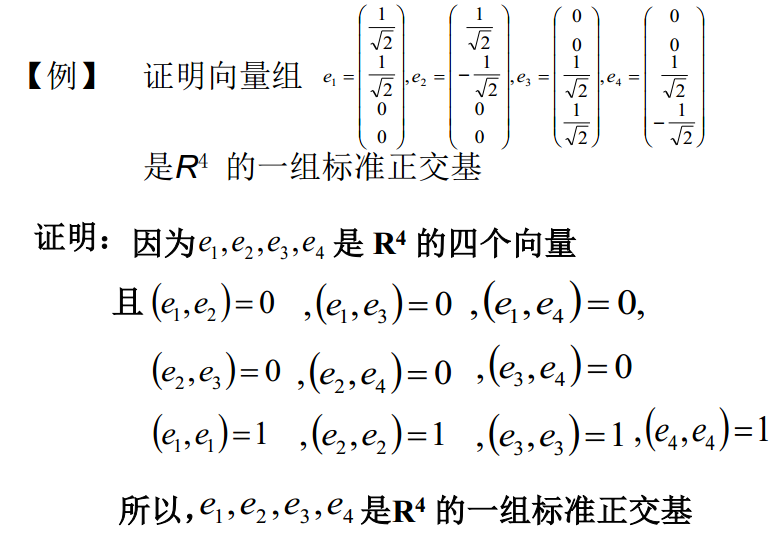 【例】 证明向量组 $e_1 = \begin{pmatrix} \frac{1}{\sqrt{2}} \\ \frac{1}{\sqrt{2}} \\ 0 \\ 0 \end{pmatrix}, e_2 = \begin{pmatrix} \frac{1}{\sqrt{2}} \\ -\frac{1}{\sqrt{2}} \\ 0 \\ 0 \end{pmatrix}, e_3 = \begin{pmatrix} 0 \\ 0 \\ \frac{1}{\sqrt{2}} \\ \frac{1}{\sqrt{2}} \end{pmatrix}, e_4 = \begin{pmatrix} 0 \\ 0 \\ \frac{1}{\sqrt{2}} \\ -\frac{1}{\sqrt{2}} \end{pmatrix}$
是R⁴ 的一组标准正交基
证明：因为$e_1,e_2,e_3,e_4$ 是 R⁴ 的四个向量
且 $(e_1,e_2)=0$ ,$(e_1,e_3)=0$ ,$(e_1,e_4)=0$,
$(e_2,e_3)=0$ ,$(e_2,e_4)=0$ ,$(e_3,e_4)=0$
$(e_1,e_1)=1$ ,$(e_2,e_2)=1$ ,$(e_3,e_3)=1$ ,$(e_4,e_4)=1$
所以，$e_1,e_2,e_3,e_4$ 是R⁴ 的一组标准正交基